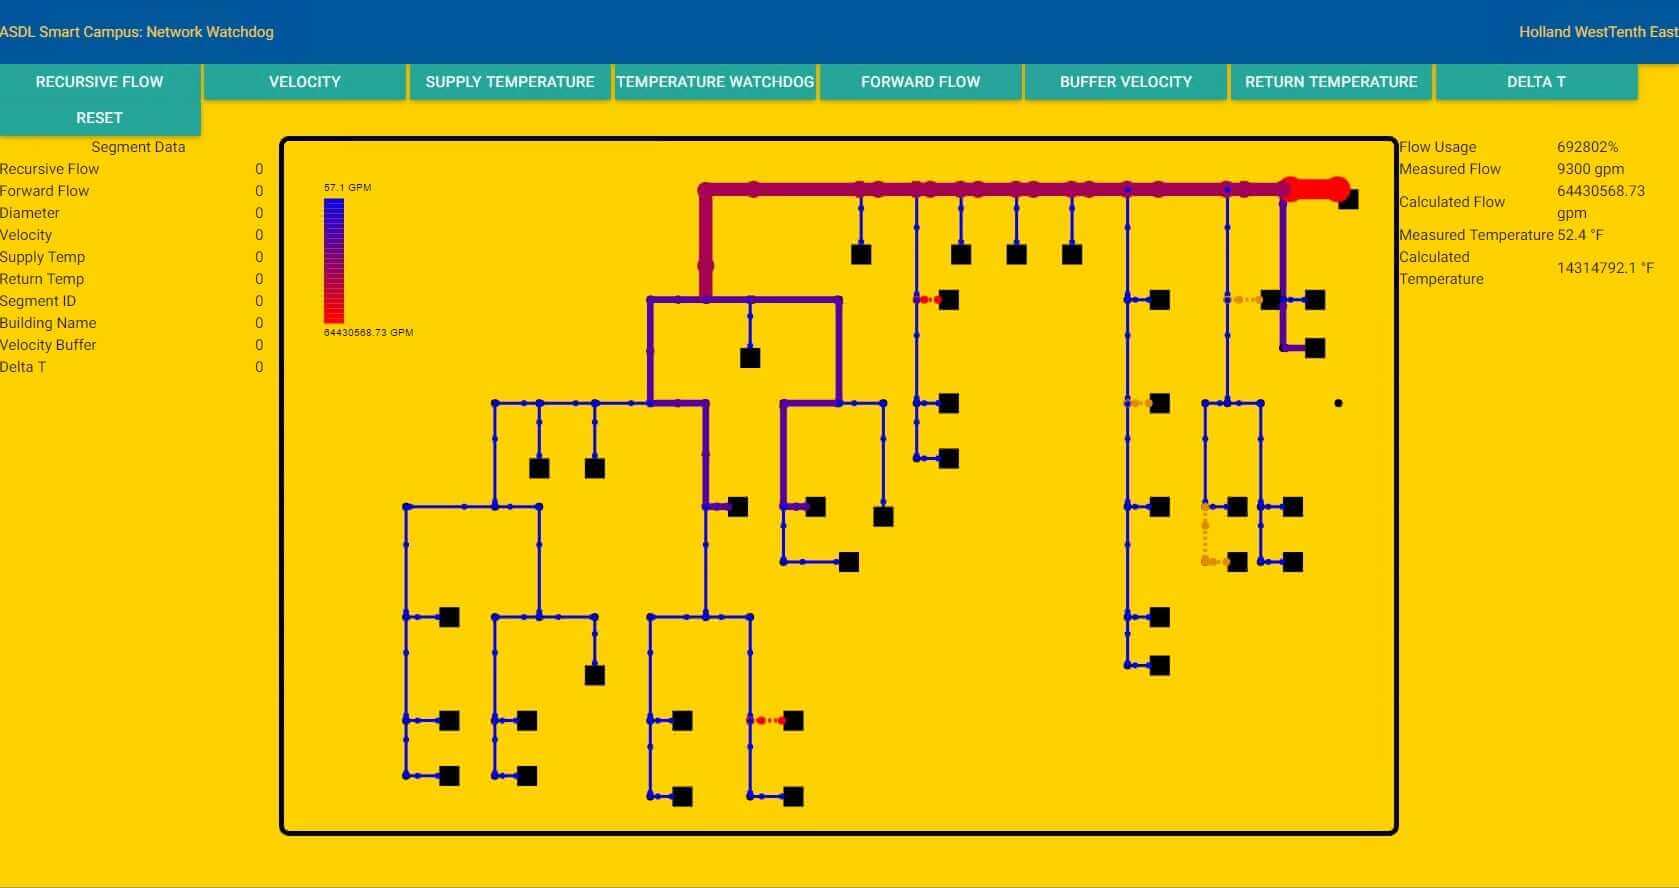 ASDL Smart Campus: Network Watchdog
Holland WestTenth East
RECURSIVE FLOW
VELOCITY
SUPPLY TEMPERATURE
TEMPERATURE WATCHDOG
FORWARD FLOW
BUFFER VELOCITY
RETURN TEMPERATURE
DELTA T
RESET
Segment Data
Recursive Flow 0
Forward Flow 0
Diameter 0
Velocity 0
Supply Temp 0
Return Temp 0
Segment ID 0
Building Name 0
Velocity Buffer 0
Delta T 0
57.1 GPM
64430568.73 GPM
Flow Usage 692802%
Measured Flow 9300 gpm
Calculated Flow 64430568.73
gpm
Measured Temperature 52.4 °F
Calculated
Temperature 14314792.1 °F